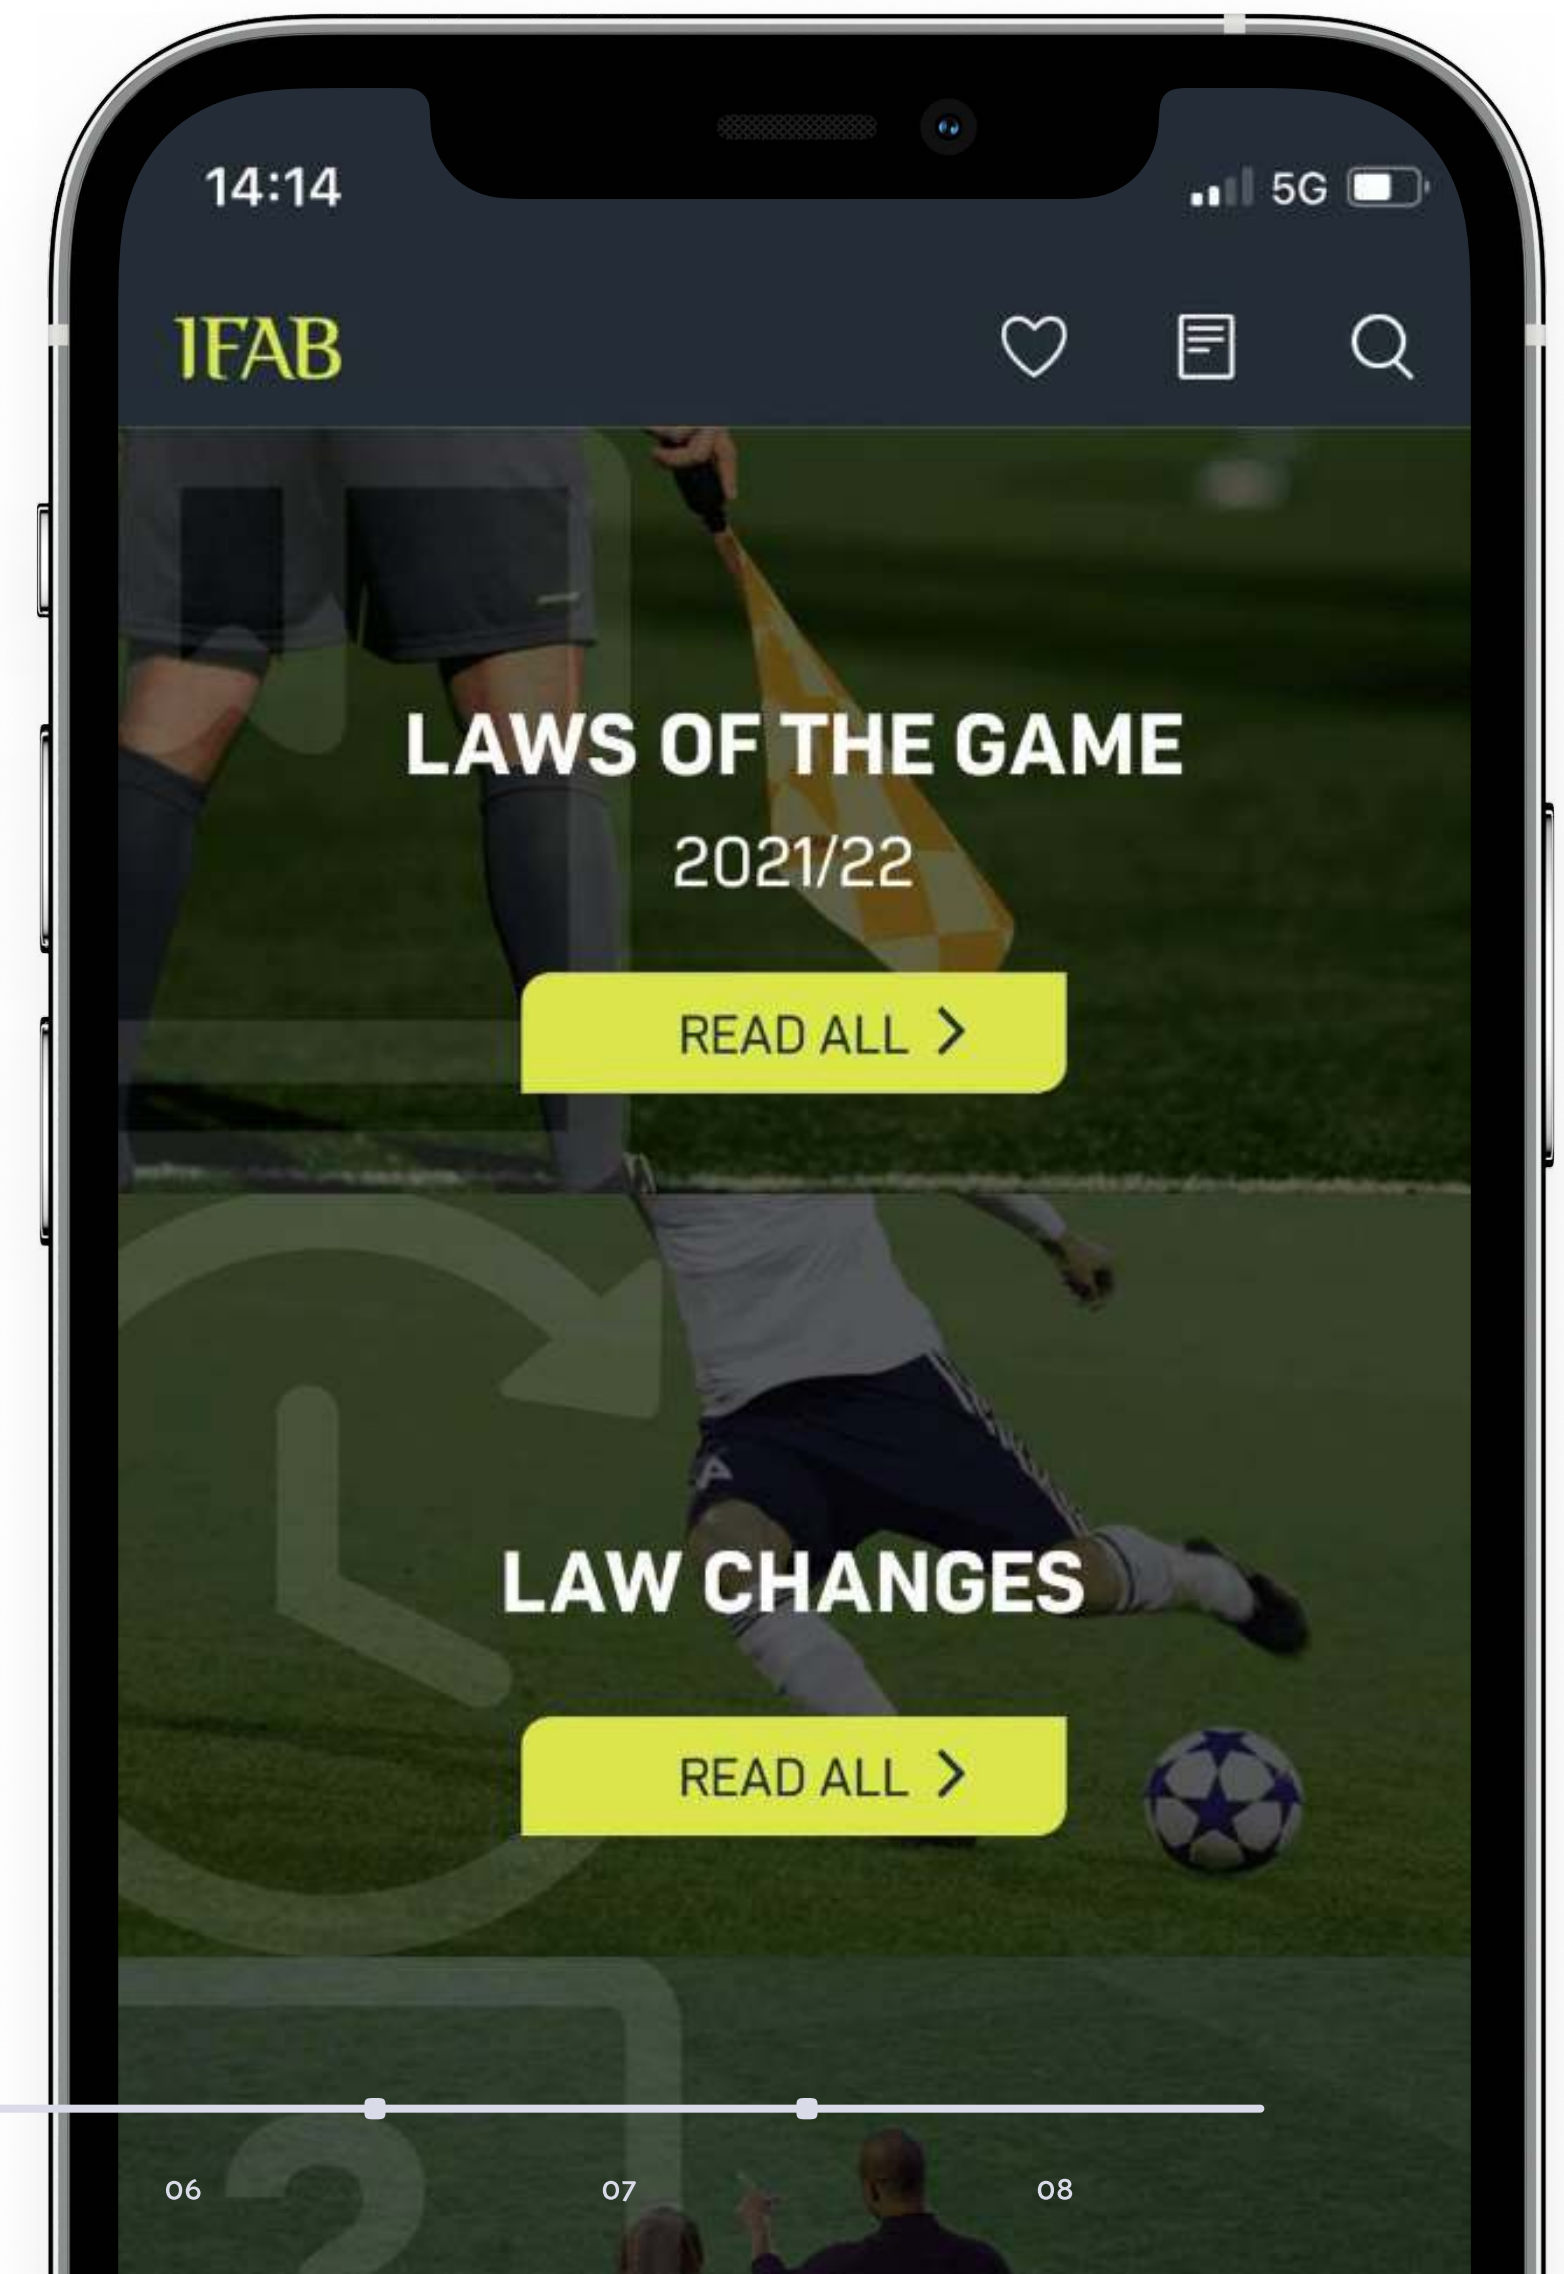 14:14 5G
IFAB
LAWS OF THE GAME
2021/22
READ ALL
LAW CHANGES
READ ALL
06 07 08